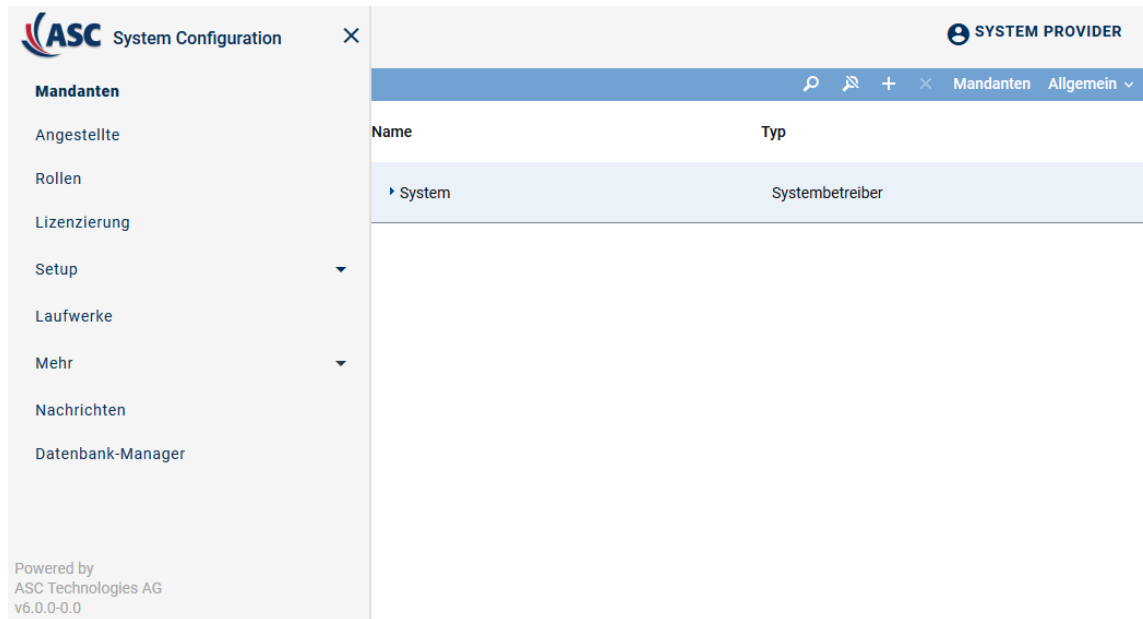 ASC System Configuration
SYSTEM PROVIDER
Mandanten
Angestellte
Rollen
Lizenzierung
Setup
Laufwerke
Mehr
Nachrichten
Datenbank-Manager
Powered by
ASC Technologies AG
v6.0.0-0.0
Mandanten Allgemein
Name Typ
System Systembetreiber